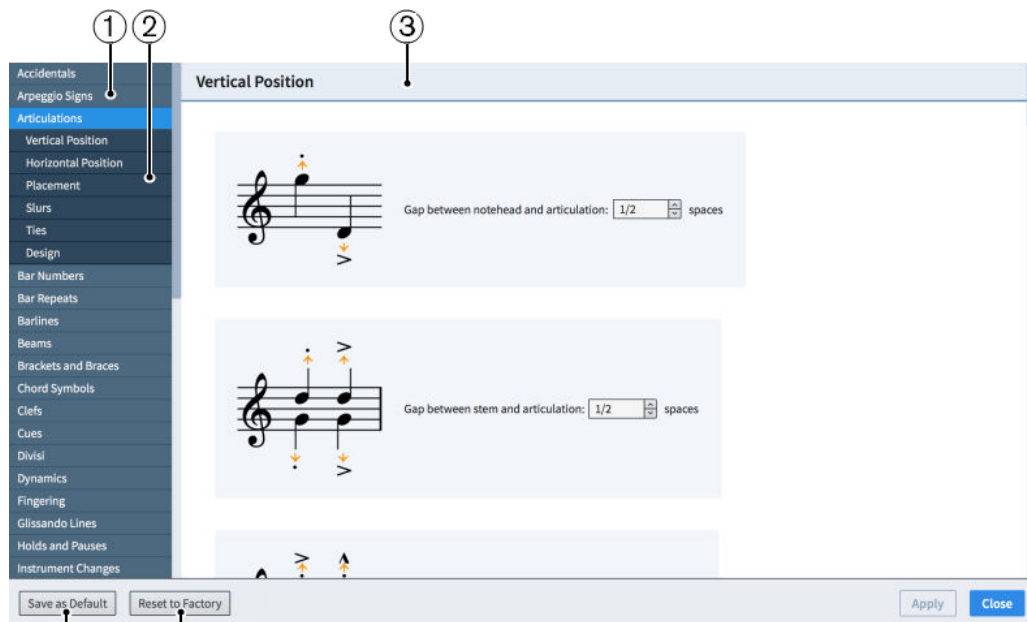 1 2 3
Accidentals
Arpeggio Signs
Articulations
Vertical Position
Horizontal Position
Placement
Slurs
Ties
Design
Bar Numbers
Bar Repeats
Barlines
Beams
Brackets and Braces
Chord Symbols
Clefs
Cues
Divisi
Dynamics
Fingering
Glissando Lines
Holds and Pauses
Instrument Changes
Vertical Position
Gap between notehead and articulation: 1/2 spaces
Gap between stem and articulation: 1/2 spaces
Save as Default Reset to Factory Apply Close